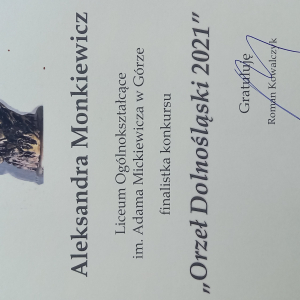 Aleksandra Monkiewicz
Liceum Ogólnokształcące
im. Adama Mickiewicza w Górze
finalistka konkursu
„Orzeł Dolnośląski 2021”
Gratuluję
Roman Kowalczyk